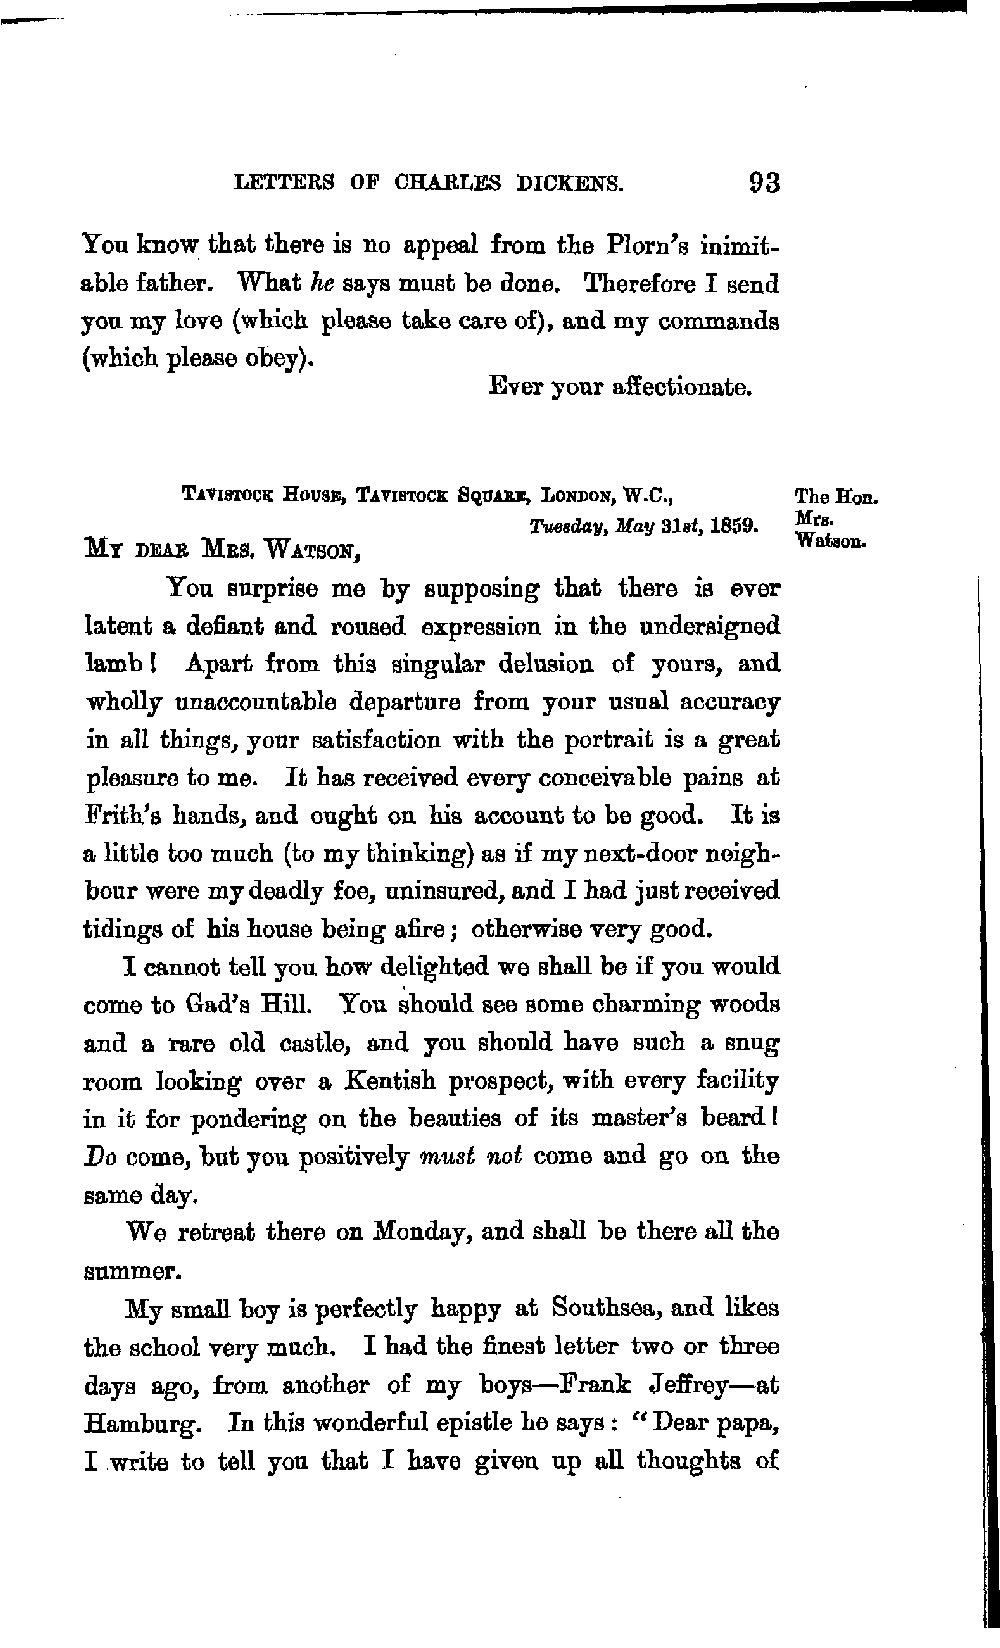 LETTERS OF CHARLES DICKENS. 93
You know that there is no appeal from the Plorn's inimit-
able father. What he says must be done. Therefore I send
you my love (which please take care of), and my commands
(which please obey).
Ever your affectionate.
Tavistock House, Tavistock Square, London, W.C.,
Tuesday, May 31st, 1859.
The Hon.
Mrs.
Watson.
My dear Mrs. Watson,
You surprise me by supposing that there is ever
latent a defiant and roused expression in the undersigned
lamb! Apart from this singular delusion of yours, and
wholly unaccountable departure from your usual accuracy
in all things, your satisfaction with the portrait is a great
pleasure to me. It has received every conceivable pains at
Frith's hands, and ought on his account to be good. It is
a little too much (to my thinking) as if my next-door neigh-
bour were my deadly foe, uninsured, and I had just received
tidings of his house being afire; otherwise very good.
I cannot tell you how delighted we shall be if you would
come to Gad's Hill. You should see some charming woods
and a rare old castle, and you should have such a snug
room looking over a Kentish prospect, with every facility
in it for pondering on the beauties of its master's beard!
Do come, but you positively must not come and go on the
same day.
We retreat there on Monday, and shall be there all the
summer.
My small boy is perfectly happy at Southsea, and likes
the school very much. I had the finest letter two or three
days ago, from another of my boys—Frank Jeffrey—at
Hamburg. In this wonderful epistle he says: "Dear papa,
I write to tell you that I have given up all thoughts of